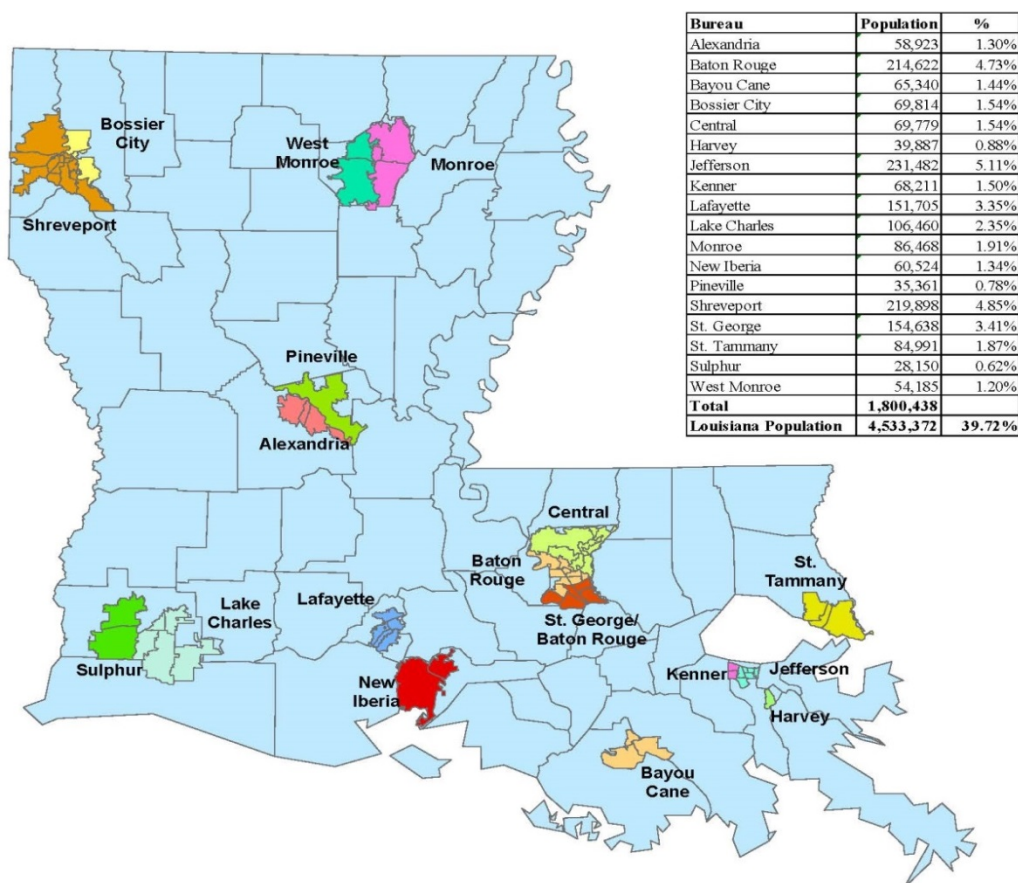 Bureau Population %
Alexandria 58,923 1.30%
Baton Rouge 214,622 4.73%
Bayou Cane 65,340 1.44%
Bossier City 69,814 1.54%
Central 69,779 1.54%
Harvey 39,887 0.88%
Jefferson 231,482 5.11%
Kenner 68,211 1.50%
Lafayette 151,705 3.35%
Lake Charles 106,460 2.35%
Monroe 86,468 1.91%
New Iberia 60,524 1.34%
Pineville 35,361 0.78%
Shreveport 219,898 4.85%
St. George 154,638 3.41%
St. Tammany 84,991 1.87%
Sulphur 28,150 0.62%
West Monroe 54,185 1.20%
Total 1,800,438
Louisiana Population 4,533,372 39.72%
Bossier
City
West
Monroe
Monroe
Shreveport
Pineville
Alexandria
Central
Baton
Rouge
St.
Tammany
Lake
Charles
Lafayette
St. George/
Baton Rouge
Sulphur
New
Iberia
Kenner
Jefferson
Harvey
Bayou
Cane